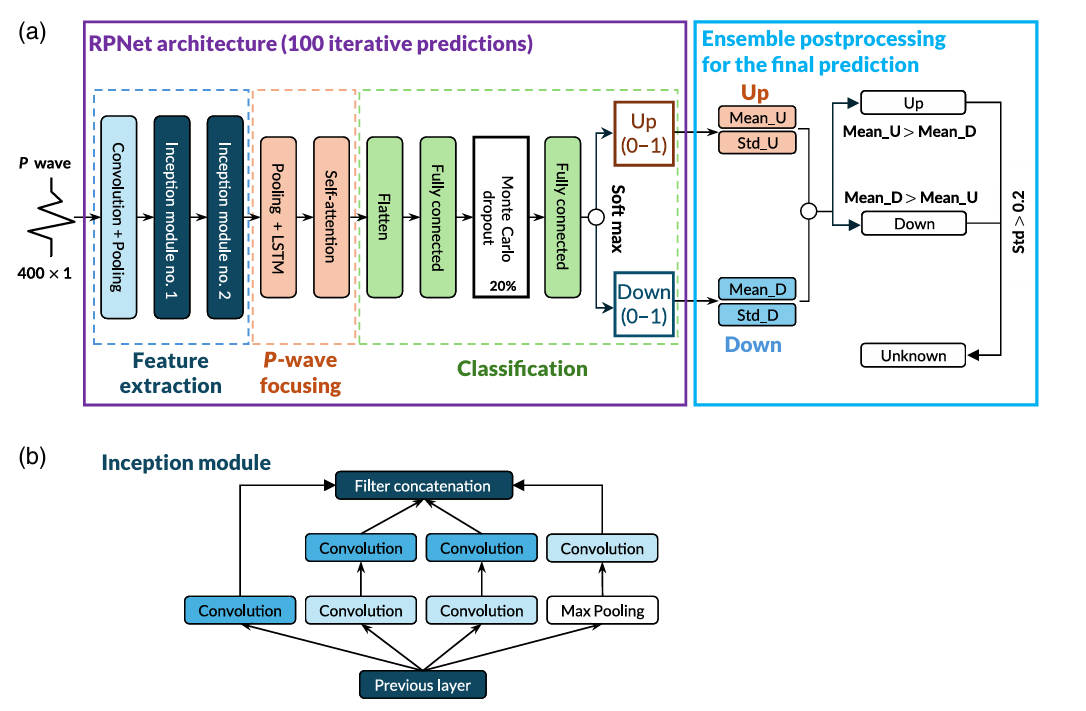 (a)
RPNet architecture (100 iterative predictions)
Ensemble postprocessing
for the final prediction
P wave
400 × 1
Convolution + Pooling
Inception module no. 1
Inception module no. 2
Feature
extraction
Pooling + LSTM
Self-attention
P-wave
focusing
Flatten
Fully connected
Monte Carlo
dropout
20%
Fully connected
Classification
Soft max
Up
(0–1)
Down
(0–1)
Up
Mean_U
Std_U
Mean_D
Std_D
Down
Up
Mean_U > Mean_D
Mean_D > Mean_U
Down
Std > 0.2
Unknown
(b)
Inception module
Filter concatenation
Convolution
Convolution
Convolution
Convolution
Convolution
Convolution
Max Pooling
Previous layer